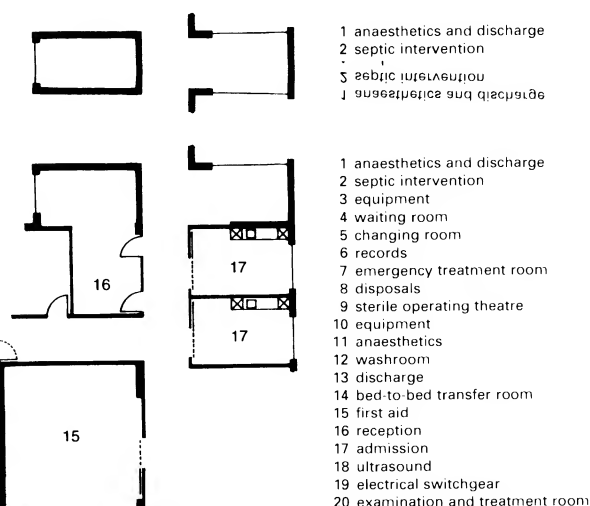 1 anaesthetics and discharge
2 septic intervention
2 septic intervention
1 anaesthetics and discharge
1 anaesthetics and discharge
2 septic intervention
3 equipment
4 waiting room
5 changing room
6 records
7 emergency treatment room
8 disposals
9 sterile operating theatre
10 equipment
11 anaesthetics
12 washroom
13 discharge
14 bed-to-bed transfer room
15 first aid
16 reception
17 admission
18 ultrasound
19 electrical switchgear
20 examination and treatment room
16
17
17
15